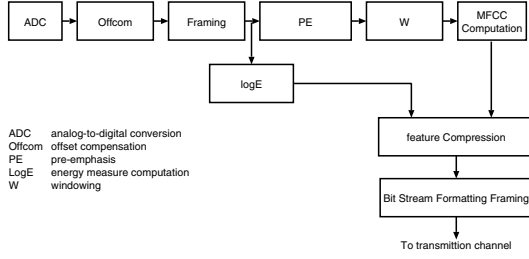 ADC
Offcom
Framing
PE
W
MFCC
Computation
logE
feature Compression
ADC analog-to-digital conversion
Offcom offset compensation
PE pre-emphasis
LogE energy measure computation
W windowing
Bit Stream Formatting Framing
To transmittion channel